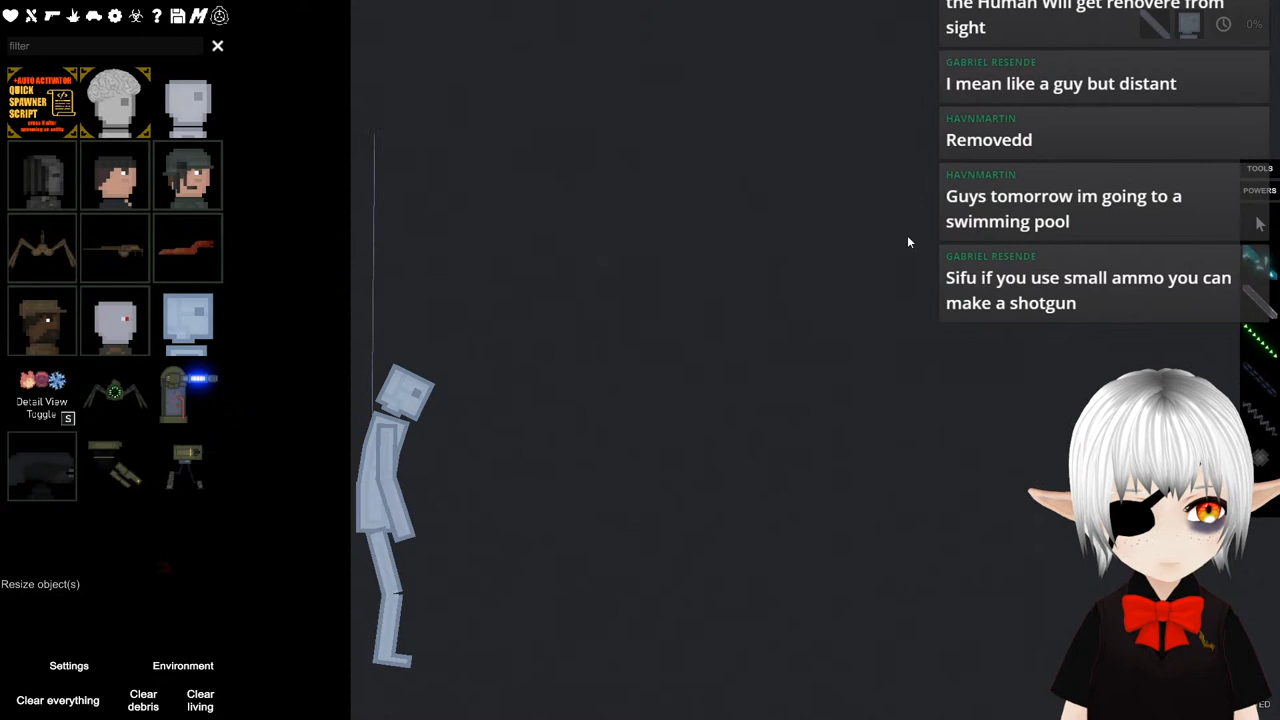 filter
+AUTO ACTIVATOR
QUICK
SPAWNER
SCRIPT
Detail View
Toggle S
Resize object(s)
Settings
Environment
Clear everything
Clear
debris
Clear
living
the Human Will get renovere from
sight
0%
GABRIEL RESENDE
I mean like a guy but distant
HAVNMARTIN
Removedd
HAVNMARTIN
Guys tomorrow im going to a
swimming pool
GABRIEL RESENDE
Sifu if you use small ammo you can
make a shotgun
TOOLS
POWERS
ED